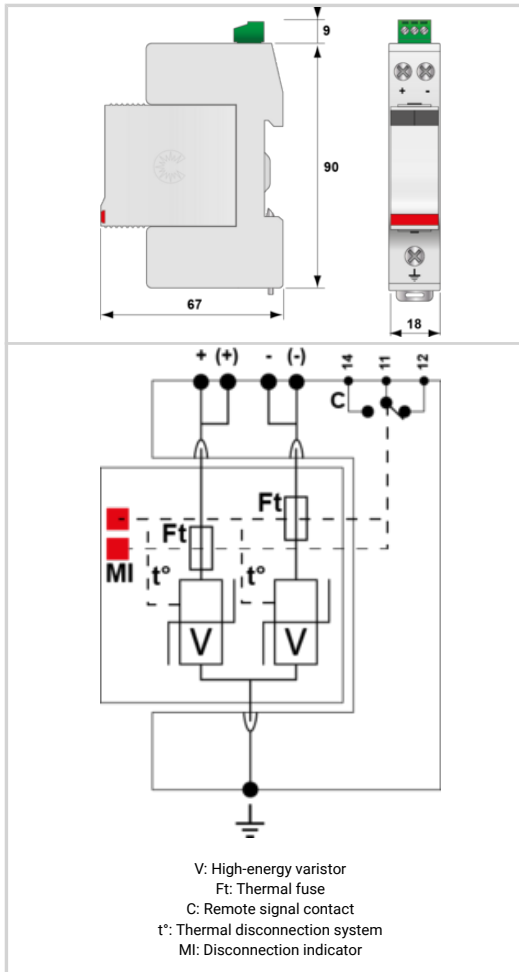 9
+ -
90
67
18
+ (+) - (-) 14 11 12
C
Ft
Ft
MI t° t°
V V
V: High-energy varistor
Ft: Thermal fuse
C: Remote signal contact
t°: Thermal disconnection system
MI: Disconnection indicator